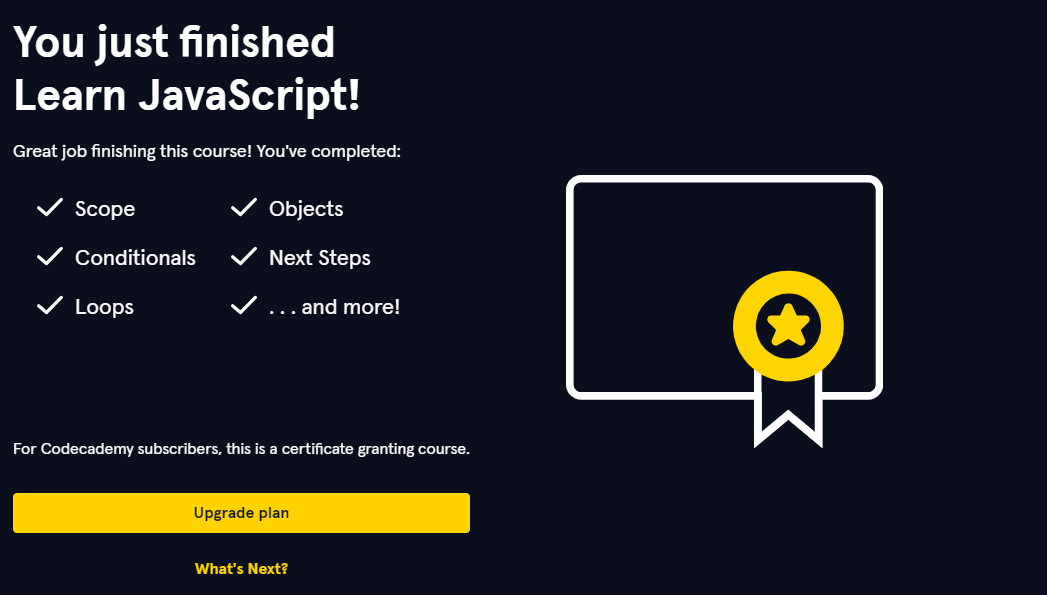 You just finished
Learn JavaScript!
Great job finishing this course! You've completed:
Scope
Objects
Conditionals
Next Steps
Loops
. . . and more!
For Codecademy subscribers, this is a certificate granting course.
Upgrade plan
What's Next?